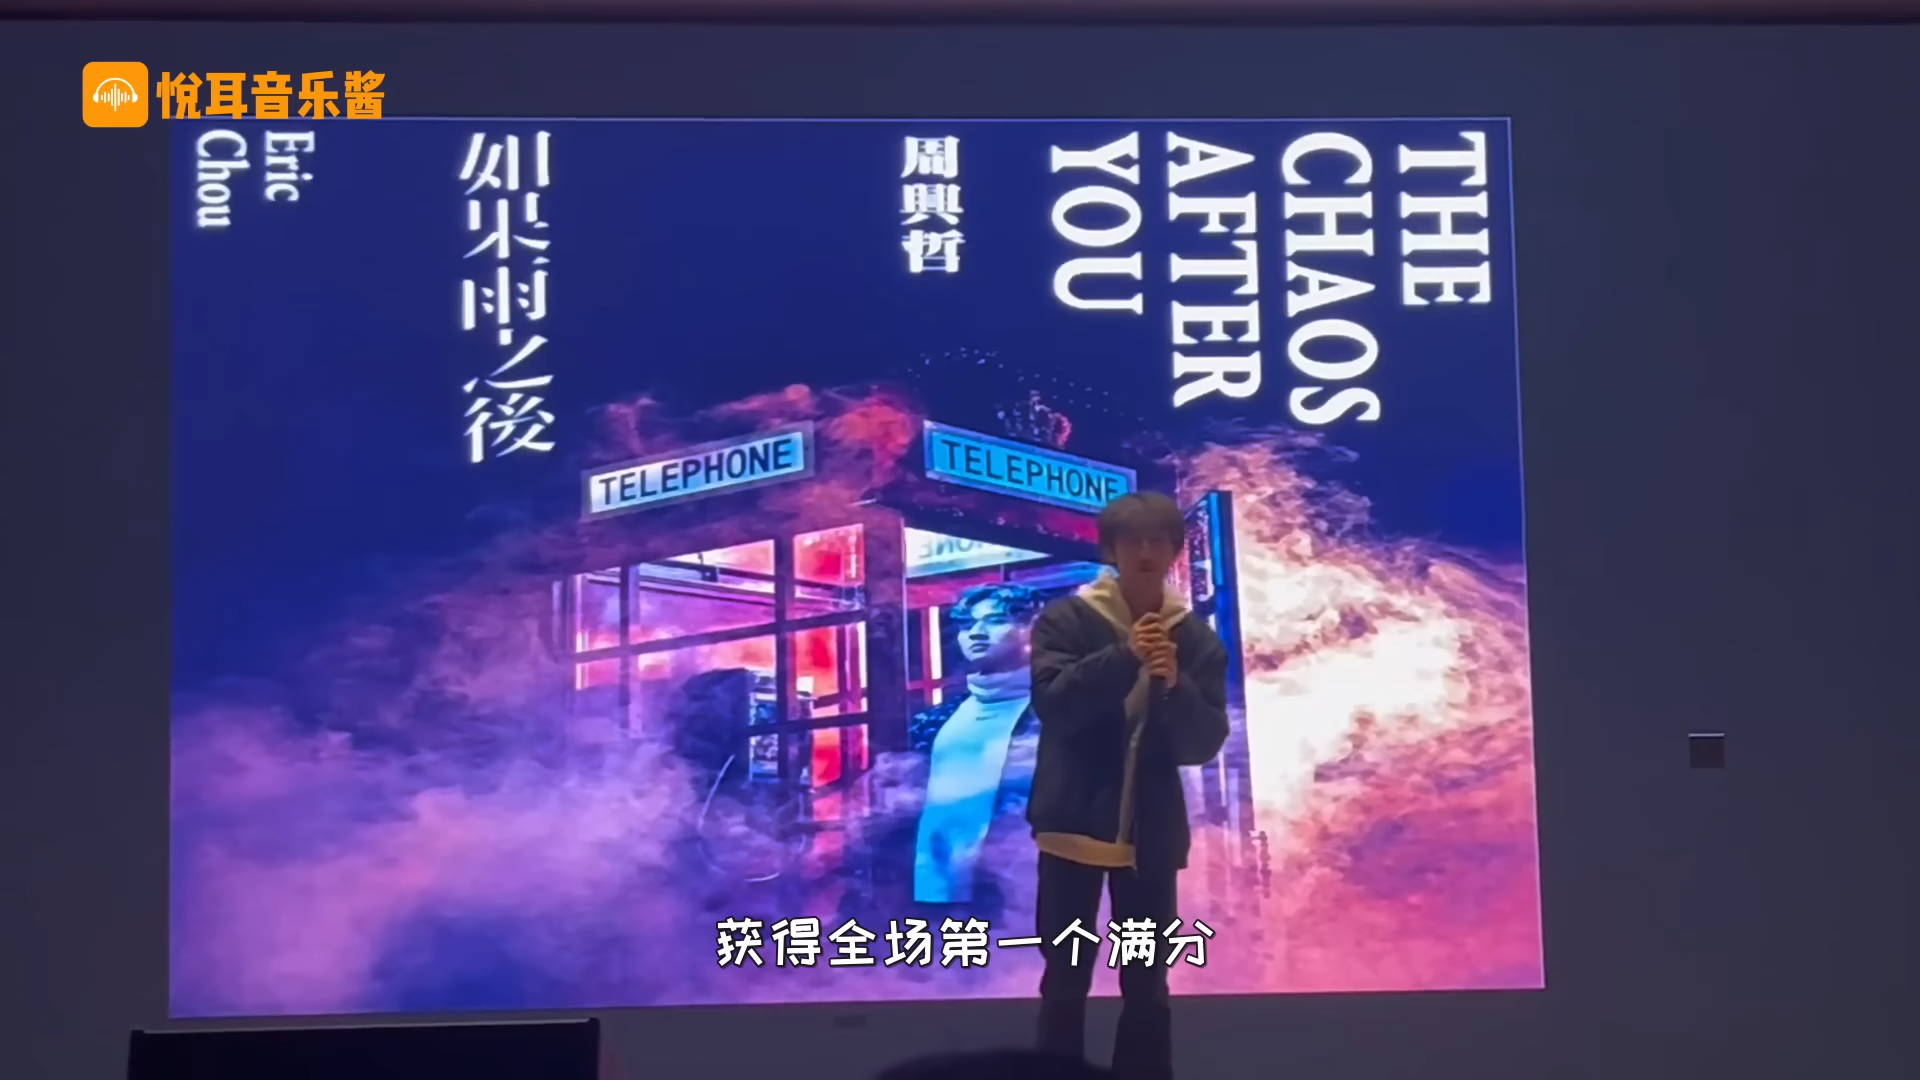 悦耳音乐酱
Eric
Chou
如果雨之後
周興哲
THE
CHAOS
AFTER
YOU
TELEPHONE
TELEPHONE
获得全场第一个满分